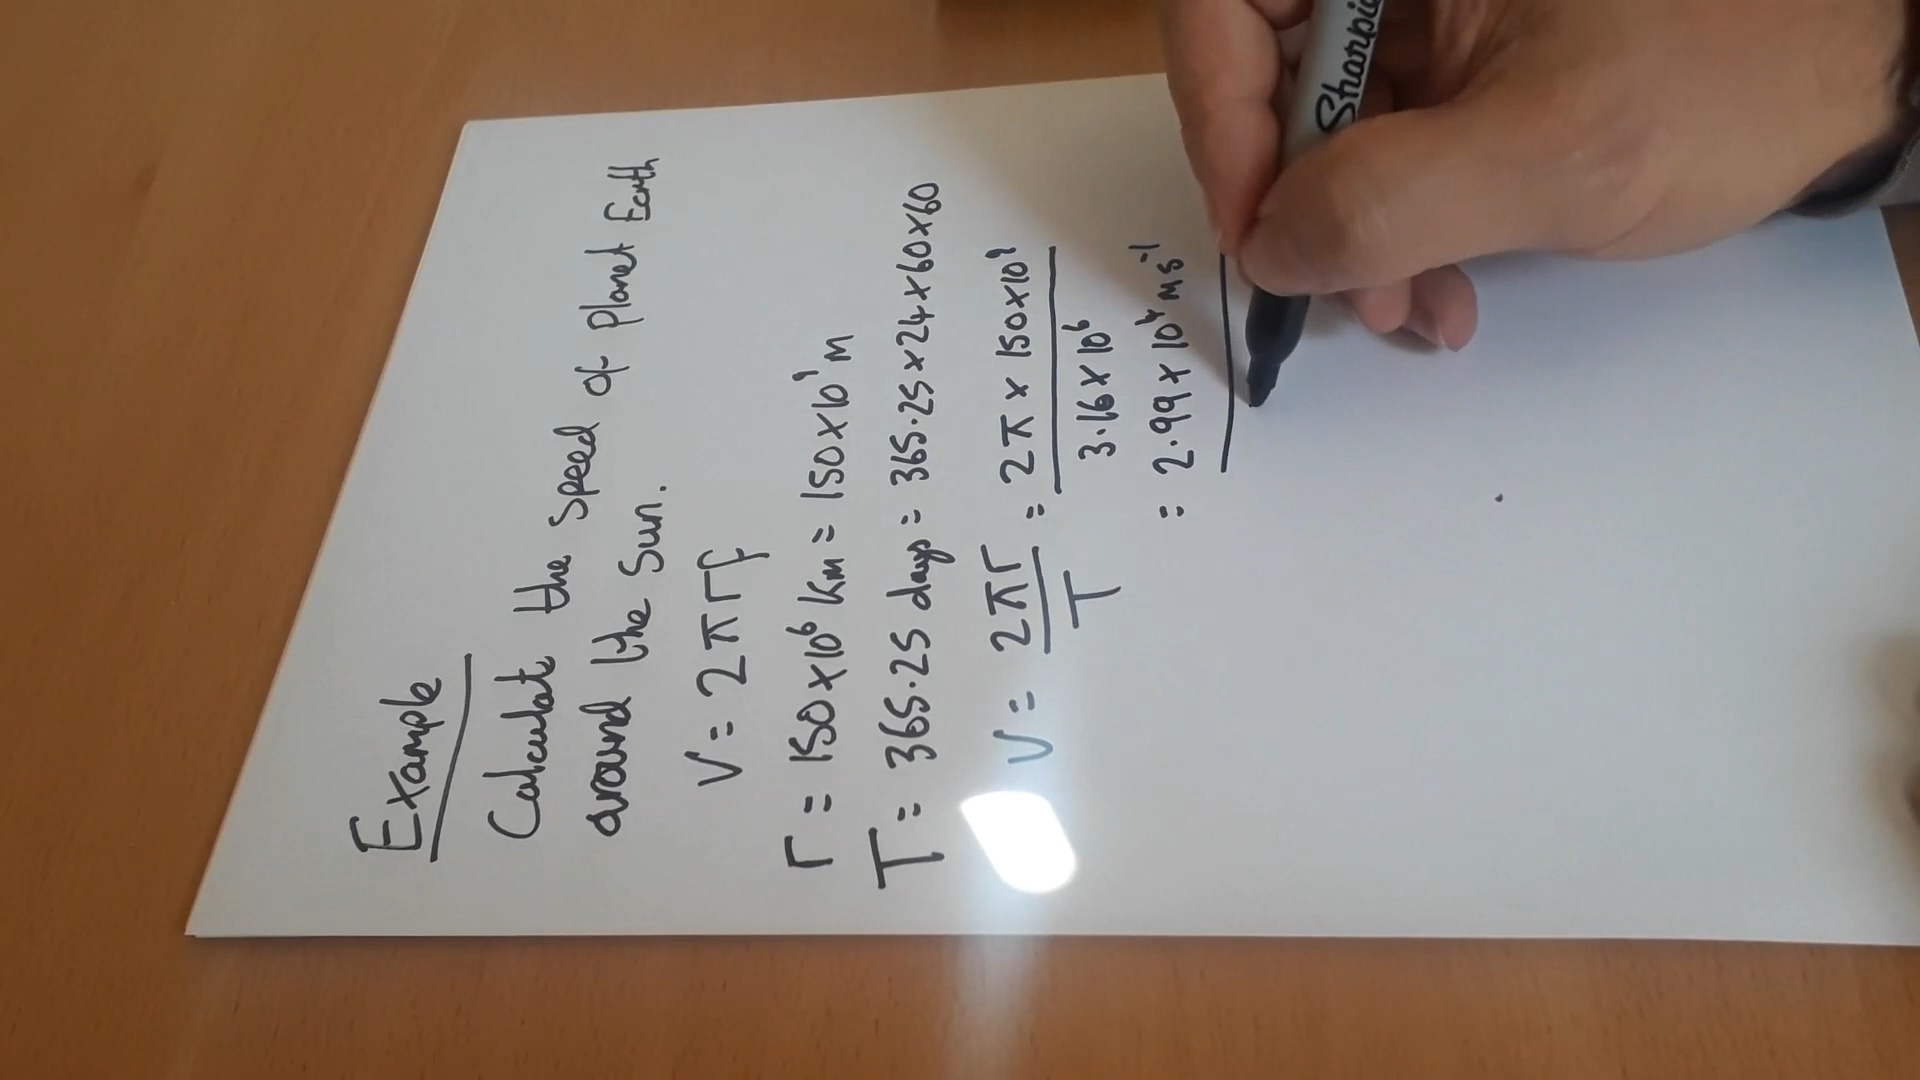 Example
Calculate the speed of planet Earth
around the Sun.
V = 2πrf
r = 150×10⁶ km = 150×10⁹ m
T = 365.25 days = 365.25×24×60×60
V = 2πr/T = 2π × 150×10⁹/3.16×10⁶
= 2.99×10⁴ ms⁻¹
Sharpie